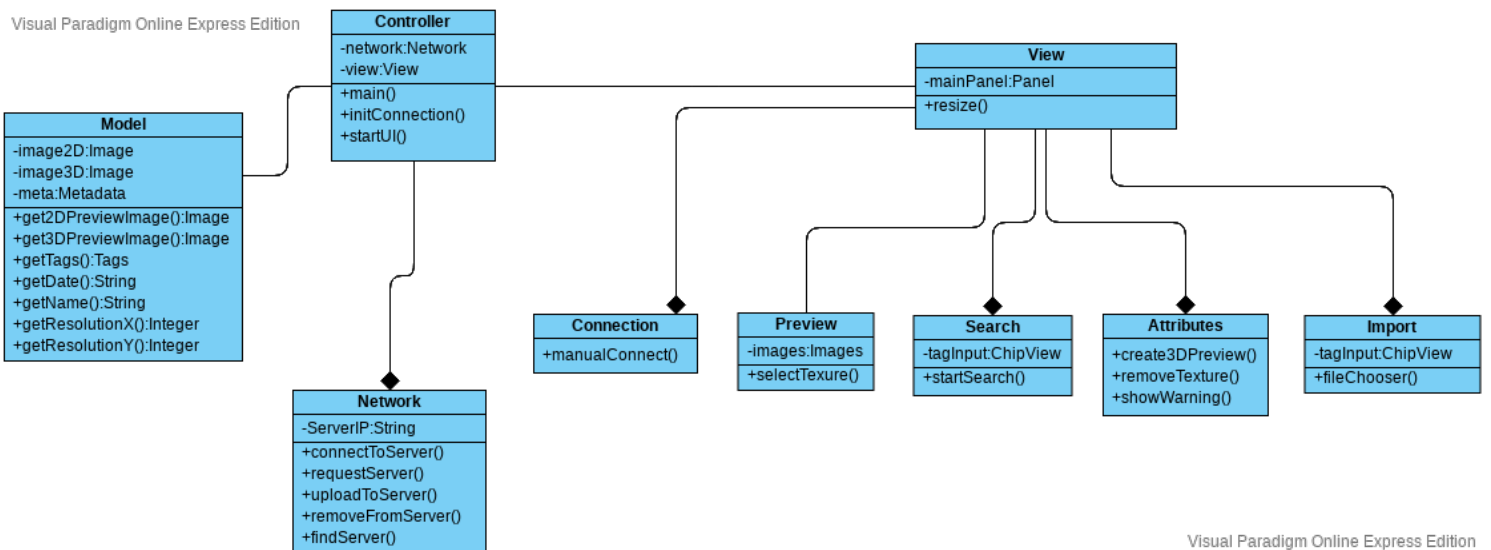 Visual Paradigm Online Express Edition
Controller
-network:Network
-view:View
+main()
+initConnection()
+startUI()
View
-mainPanel:Panel
+resize()
Model
-image2D:Image
-image3D:Image
-meta:Metadata
+get2DPreviewImage():Image
+get3DPreviewImage():Image
+getTags():Tags
+getDate():String
+getName():String
+getResolutionX():Integer
+getResolutionY():Integer
Connection
+manualConnect()
Preview
-images:Images
+selectTexure()
Search
-tagInput:ChipView
+startSearch()
Attributes
+create3DPreview()
+removeTexture()
+showWarning()
Import
-tagInput:ChipView
+fileChooser()
Network
-ServerIP:String
+connectToServer()
+requestServer()
+uploadToServer()
+removeFromServer()
+findServer()
Visual Paradigm Online Express Edition